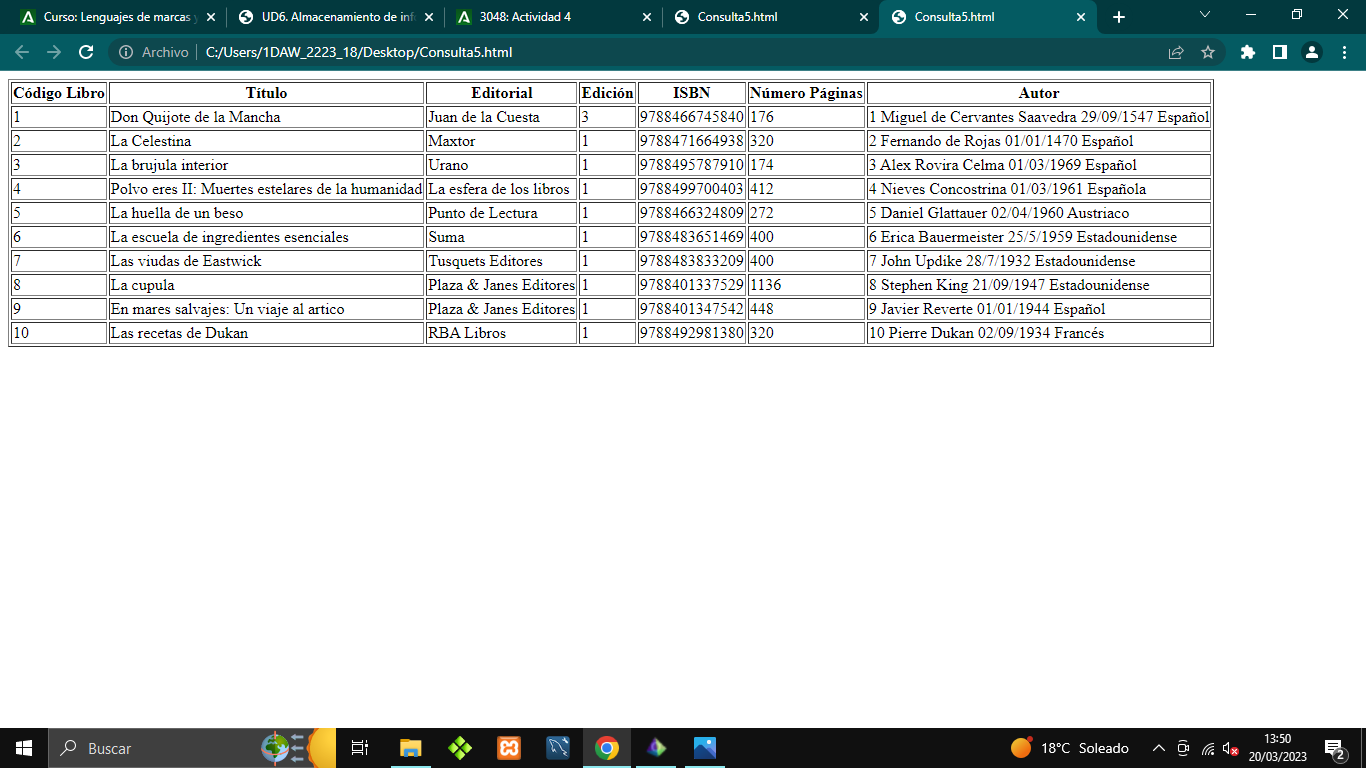 Curso: Lenguajes de marcas y
UD6. Almacenamiento de inf
3048: Actividad 4
Consulta5.html
Consulta5.html
Archivo C:/Users/1DAW_2223_18/Desktop/Consulta5.html
Código Libro Título Editorial Edición ISBN Número Páginas Autor
1 Don Quijote de la Mancha Juan de la Cuesta 3 9788466745840 176 1 Miguel de Cervantes Saavedra 29/09/1547 Español
2 La Celestina Maxtor 1 9788471664938 320 2 Fernando de Rojas 01/01/1470 Español
3 La brujula interior Urano 1 9788495787910 174 3 Alex Rovira Celma 01/03/1969 Español
4 Polvo eres II: Muertes estelares de la humanidad La esfera de los libros 1 9788499700403 412 4 Nieves Concostrina 01/03/1961 Española
5 La huella de un beso Punto de Lectura 1 9788466324809 272 5 Daniel Glattauer 02/04/1960 Austriaco
6 La escuela de ingredientes esenciales Suma 1 9788483651469 400 6 Erica Bauermeister 25/5/1959 Estadounidense
7 Las viudas de Eastwick Tusquets Editores 1 9788483833209 400 7 John Updike 28/7/1932 Estadounidense
8 La cupula Plaza & Janes Editores 1 9788401337529 1136 8 Stephen King 21/09/1947 Estadounidense
9 En mares salvajes: Un viaje al artico Plaza & Janes Editores 1 9788401347542 448 9 Javier Reverte 01/01/1944 Español
10 Las recetas de Dukan RBA Libros 1 9788492981380 320 10 Pierre Dukan 02/09/1934 Francés
Buscar
18°C Soleado
13:50
20/03/2023
2